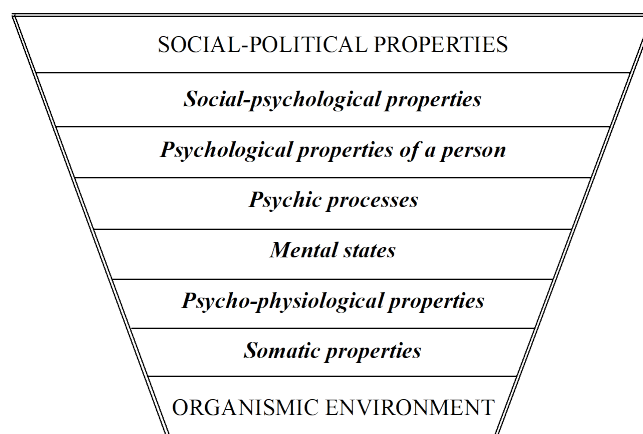 SOCIAL-POLITICAL PROPERTIES
Social-psychological properties
Psychological properties of a person
Psychic processes
Mental states
Psycho-physiological properties
Somatic properties
ORGANISMIC ENVIRONMENT